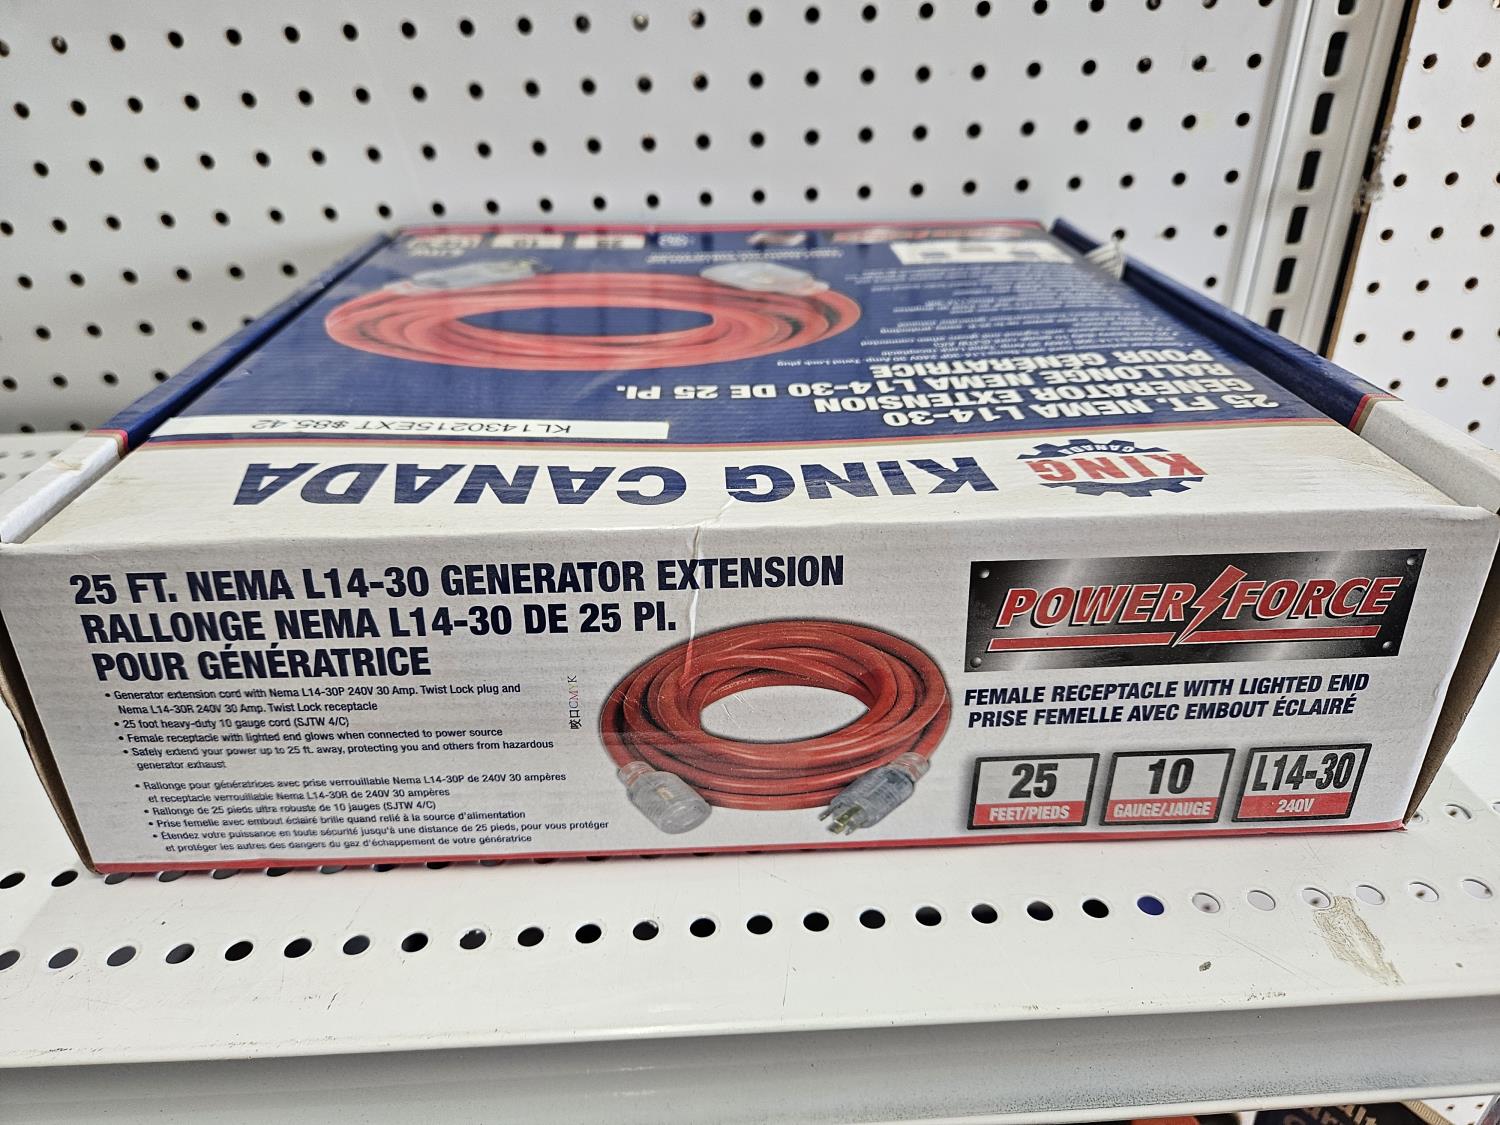 25 FT. NEMA L14-30 GENERATOR EXTENSION
RALLONGE NEMA L14-30 DE 25 PI.
POUR GÉNÉRATRICE
• Generator extension cord with Nema L14-30P 240V 30 Amp. Twist Lock plug and
Nema L14-30R 240V 30 Amp. Twist Lock receptacle
• 25 foot heavy-duty 10 gauge cord (SJTW 4/C)
• Female receptacle with lighted end glows when connected to power source
• Safely extend your power up to 25 ft. away, protecting you and others from hazardous
generator exhaust
• Rallonge pour génératrices avec prise verrouillable Nema L14-30P de 240V 30 ampères
et receptacle verrouillable Nema L14-30R de 240V 30 ampères
• Rallonge de 25 pieds ultra robuste de 10 jauges (SJTW 4/C)
• Prise femelle avec embout éclairé brille quand relié à la source d'alimentation
• Étendez votre puissance en toute sécurité jusqu'à une distance de 25 pieds, pour vous protéger
et protéger les autres des dangers du gaz d'échappement de votre génératrice
CMYK
POWER FORCE
FEMALE RECEPTACLE WITH LIGHTED END
PRISE FEMELLE AVEC EMBOUT ÉCLAIRÉ
25
FEET/PIEDS
10
GAUGE/JAUGE
L14-30
240V
KING
CANADA
KING CANADA
KL1430215EXT $85.42
25 FT. NEMA L14-30
GENERATOR EXTENSION
RALLONGE NEMA L14-30 DE 25 PI.
POUR GÉNÉRATRICE